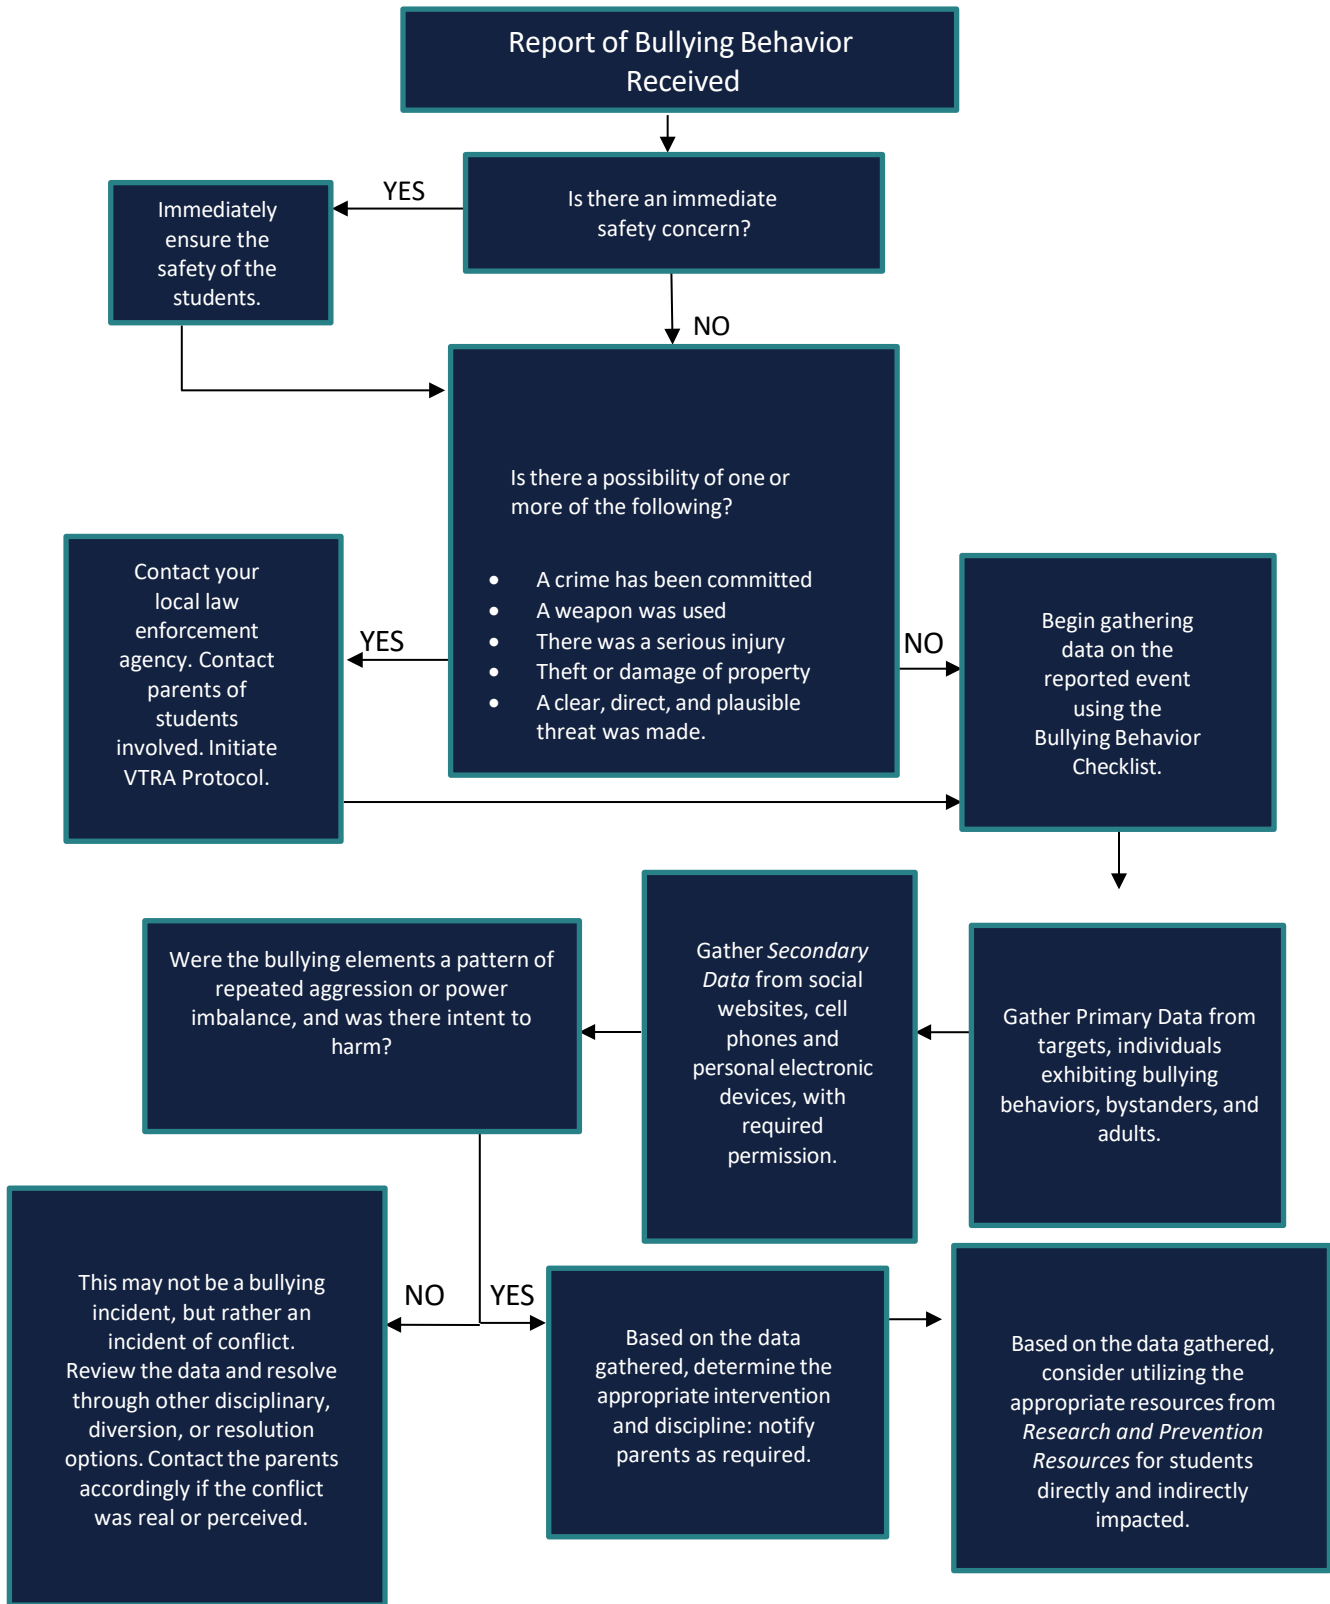 Report of Bullying Behavior
Received
Is there an immediate
safety concern?
YES
Immediately
ensure the
safety of the
students.
NO
Is there a possibility of one or
more of the following?
• A crime has been committed
• A weapon was used
• There was a serious injury
• Theft or damage of property
• A clear, direct, and plausible
threat was made.
YES
Contact your
local law
enforcement
agency. Contact
parents of
students
involved. Initiate
VTRA Protocol.
NO
Begin gathering
data on the
reported event
using the
Bullying Behavior
Checklist.
Gather Primary Data from
targets, individuals
exhibiting bullying
behaviors, bystanders, and
adults.
Gather Secondary
Data from social
websites, cell
phones and
personal electronic
devices, with
required
permission.
Were the bullying elements a pattern of
repeated aggression or power
imbalance, and was there intent to
harm?
NO
This may not be a bullying
incident, but rather an
incident of conflict.
Review the data and resolve
through other disciplinary,
diversion, or resolution
options. Contact the parents
accordingly if the conflict
was real or perceived.
YES
Based on the data
gathered, determine the
appropriate intervention
and discipline: notify
parents as required.
Based on the data gathered,
consider utilizing the
appropriate resources from
Research and Prevention
Resources for students
directly and indirectly
impacted.